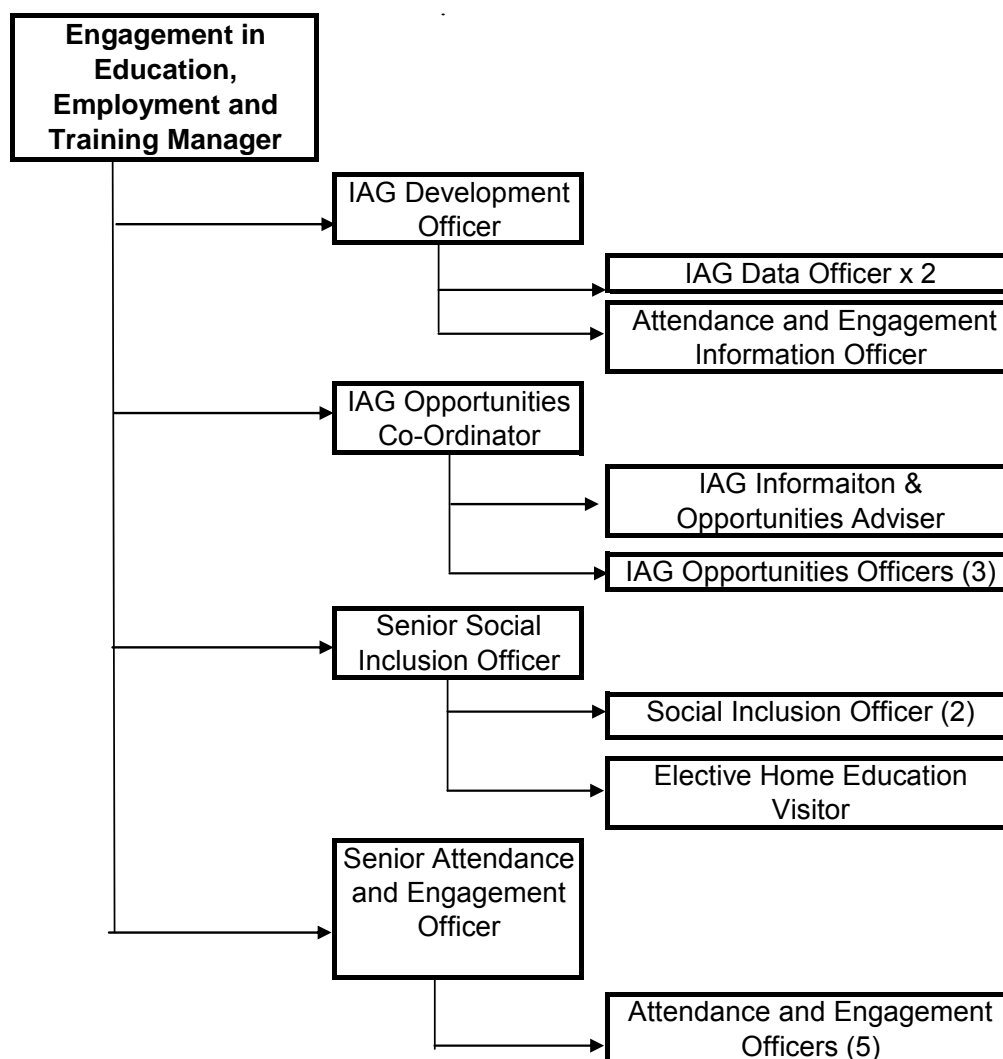 Engagement in
Education,
Employment and
Training Manager
IAG Development
Officer
IAG Data Officer x 2
Attendance and Engagement
Information Officer
IAG Opportunities
Co-Ordinator
IAG Informaiton &
Opportunities Adviser
IAG Opportunities Officers (3)
Senior Social
Inclusion Officer
Social Inclusion Officer (2)
Elective Home Education
Visitor
Senior Attendance
and Engagement
Officer
Attendance and Engagement
Officers (5)